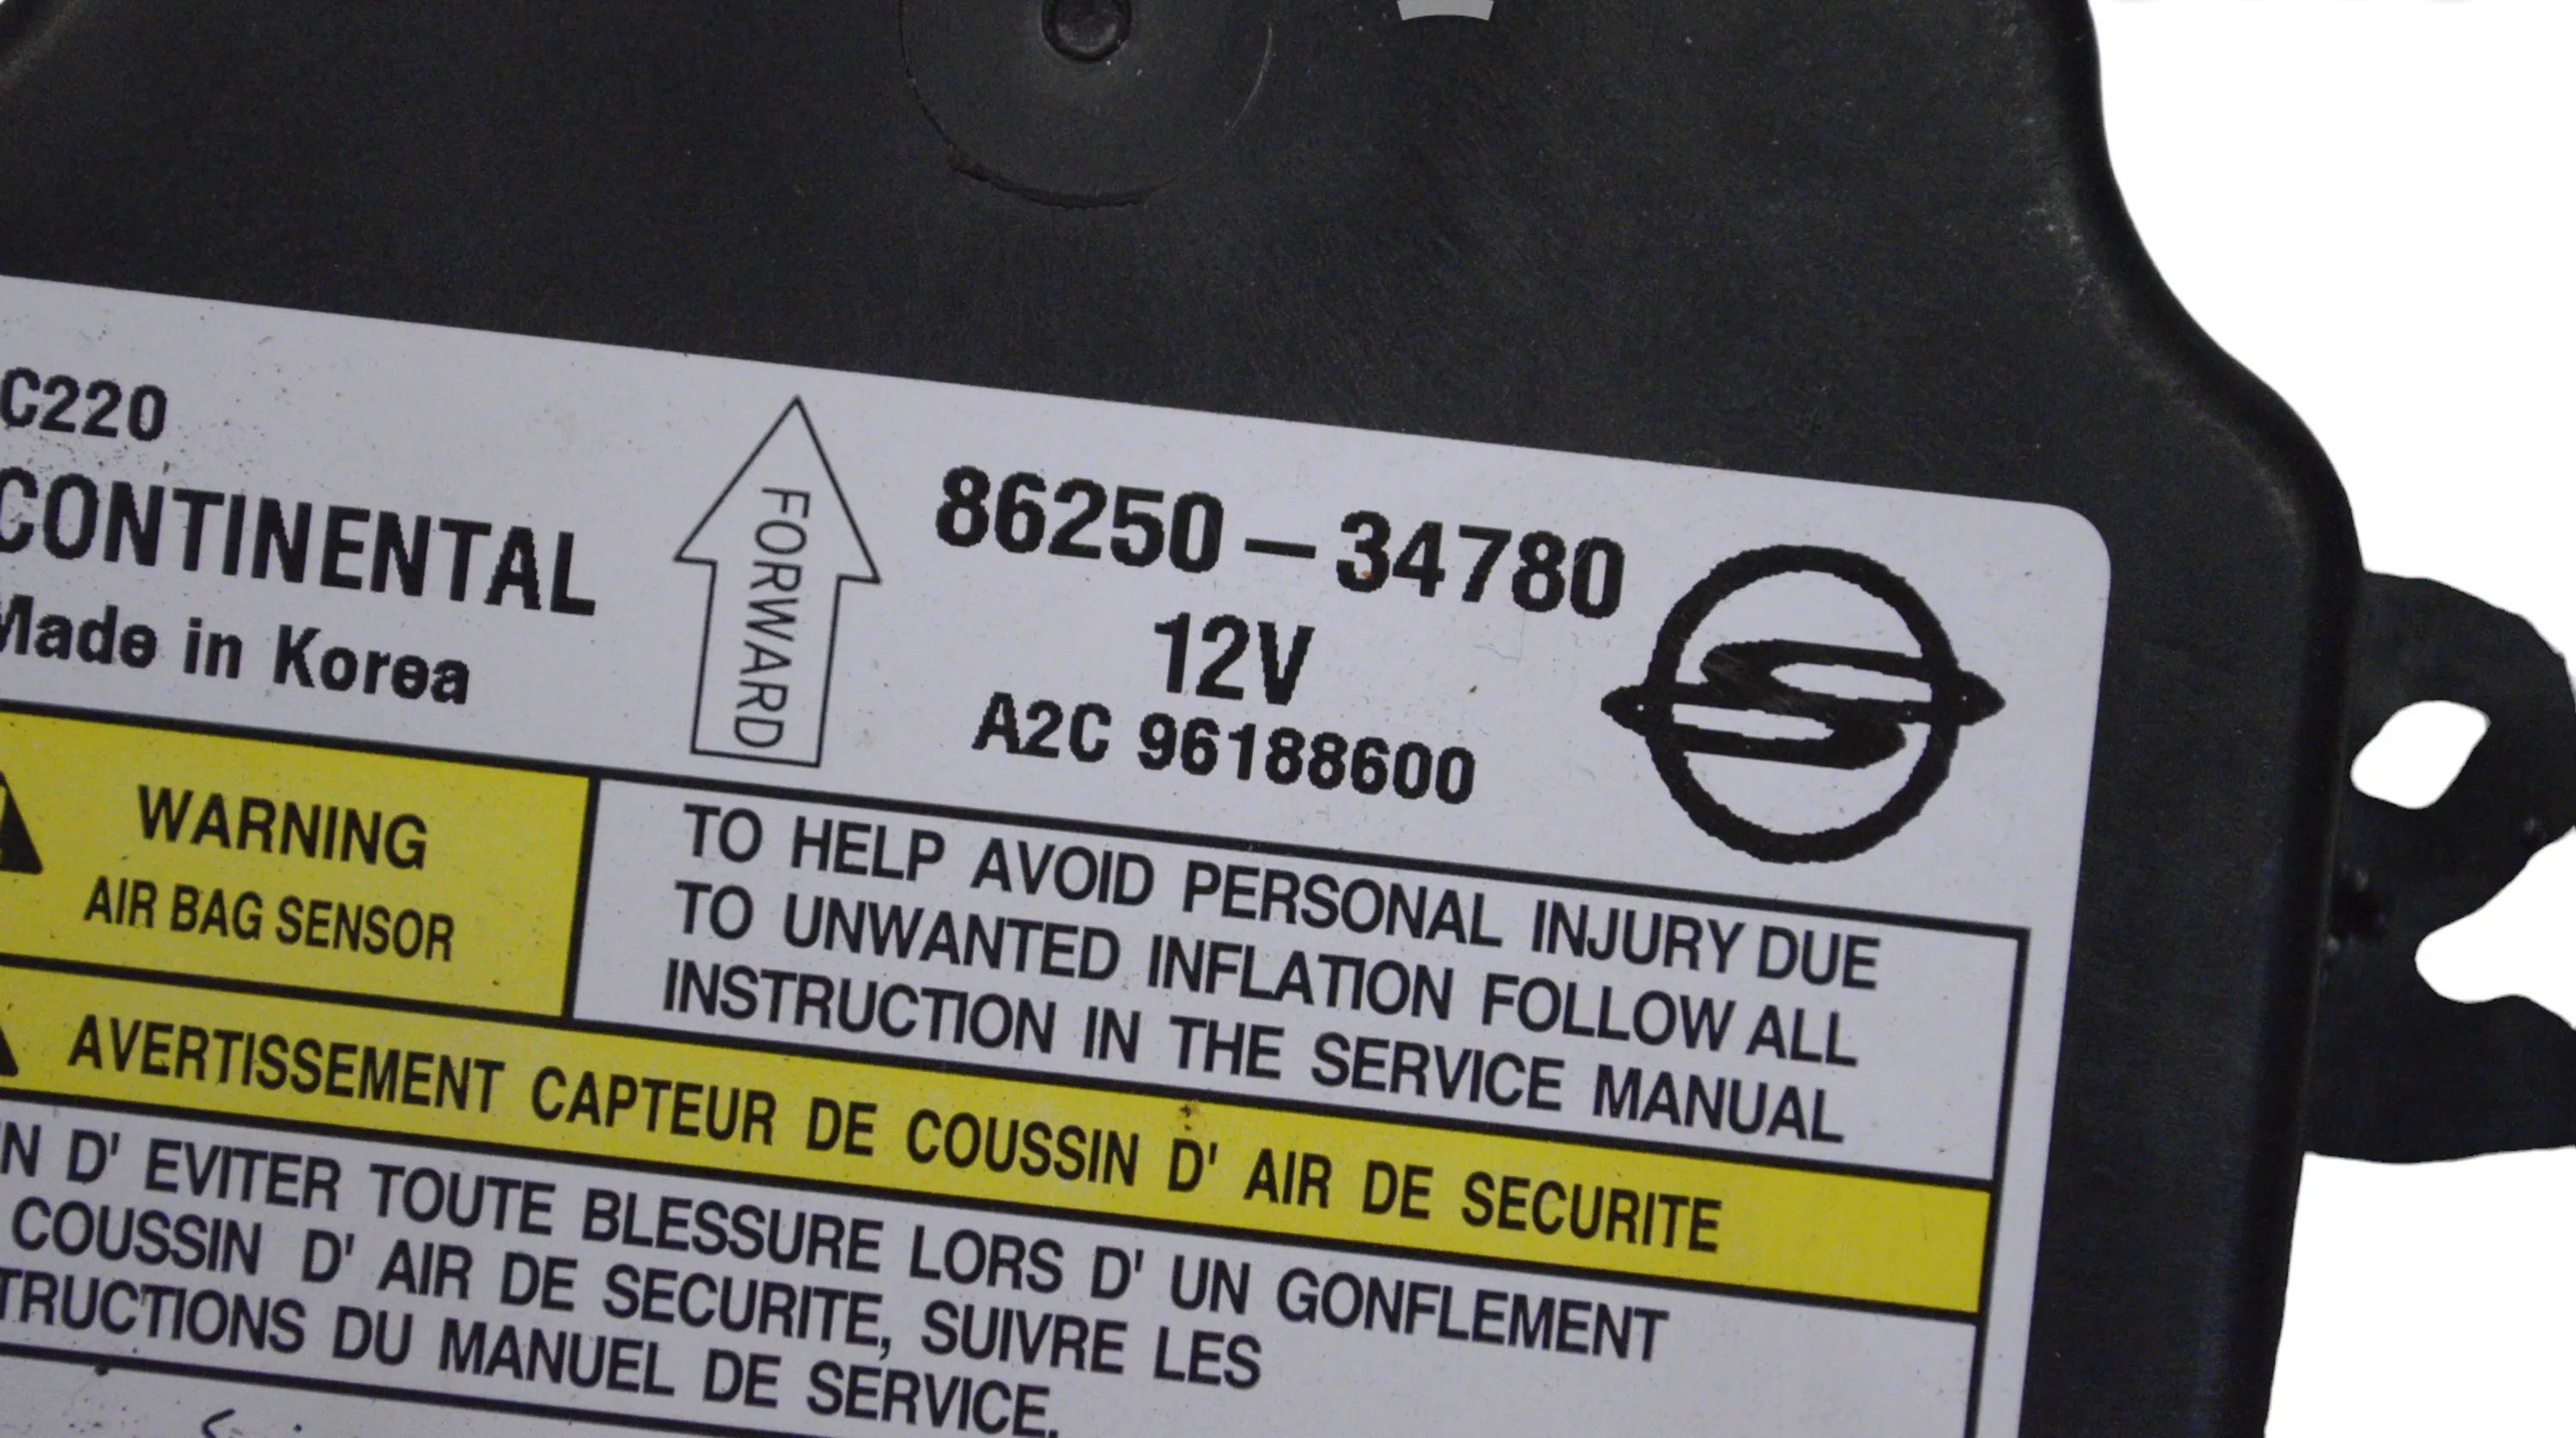 C220
CONTINENTAL
Made in Korea
FORWARD
86250-34780
12V
A2C 96188600
WARNING
AIR BAG SENSOR
TO HELP AVOID PERSONAL INJURY DUE
TO UNWANTED INFLATION FOLLOW ALL
INSTRUCTION IN THE SERVICE MANUAL
AVERTISSEMENT CAPTEUR DE COUSSIN D' AIR DE SECURITE
N D' EVITER TOUTE BLESSURE LORS D' UN GONFLEMENT
COUSSIN D' AIR DE SECURITE, SUIVRE LES
TRUCTIONS DU MANUEL DE SERVICE.